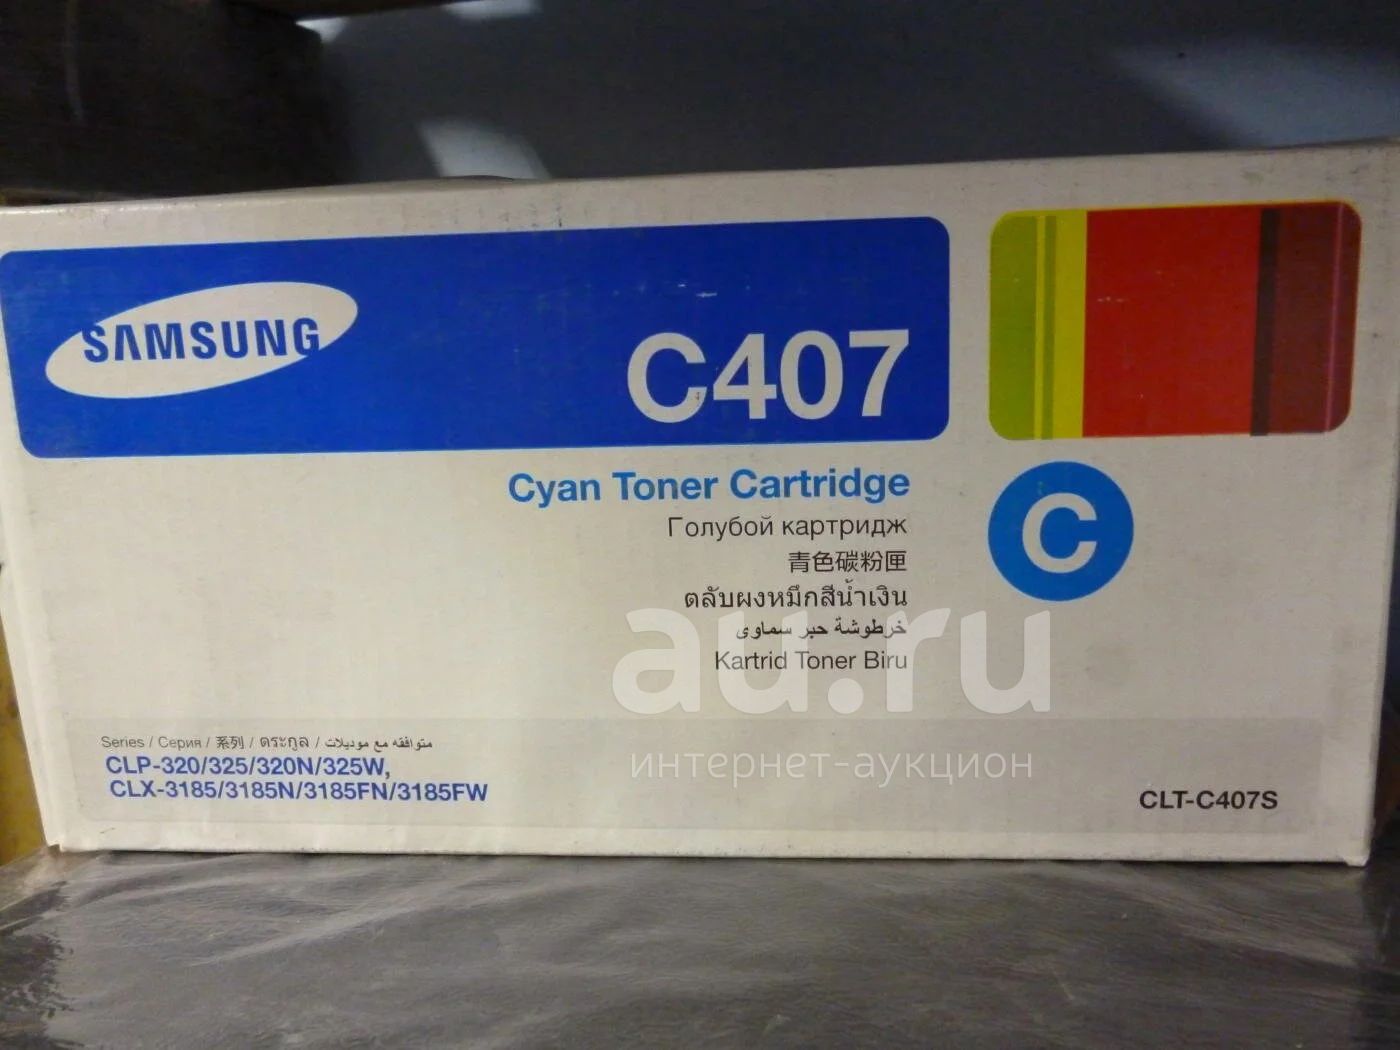 SAMSUNG
C407
Cyan Toner Cartridge
Голубой картридж
青色碳粉匣
ตลับผงหมึกสีน้ำเงิน
خرطوشة حبر سماوى
Kartrid Toner Biru
C
au.ru
интернет-аукцион
Series / Серия / 系列 / ตระกูล / متوافقه مع موديلات
CLP-320/325/320N/325W,
CLX-3185/3185N/3185FN/3185FW
CLT-C407S